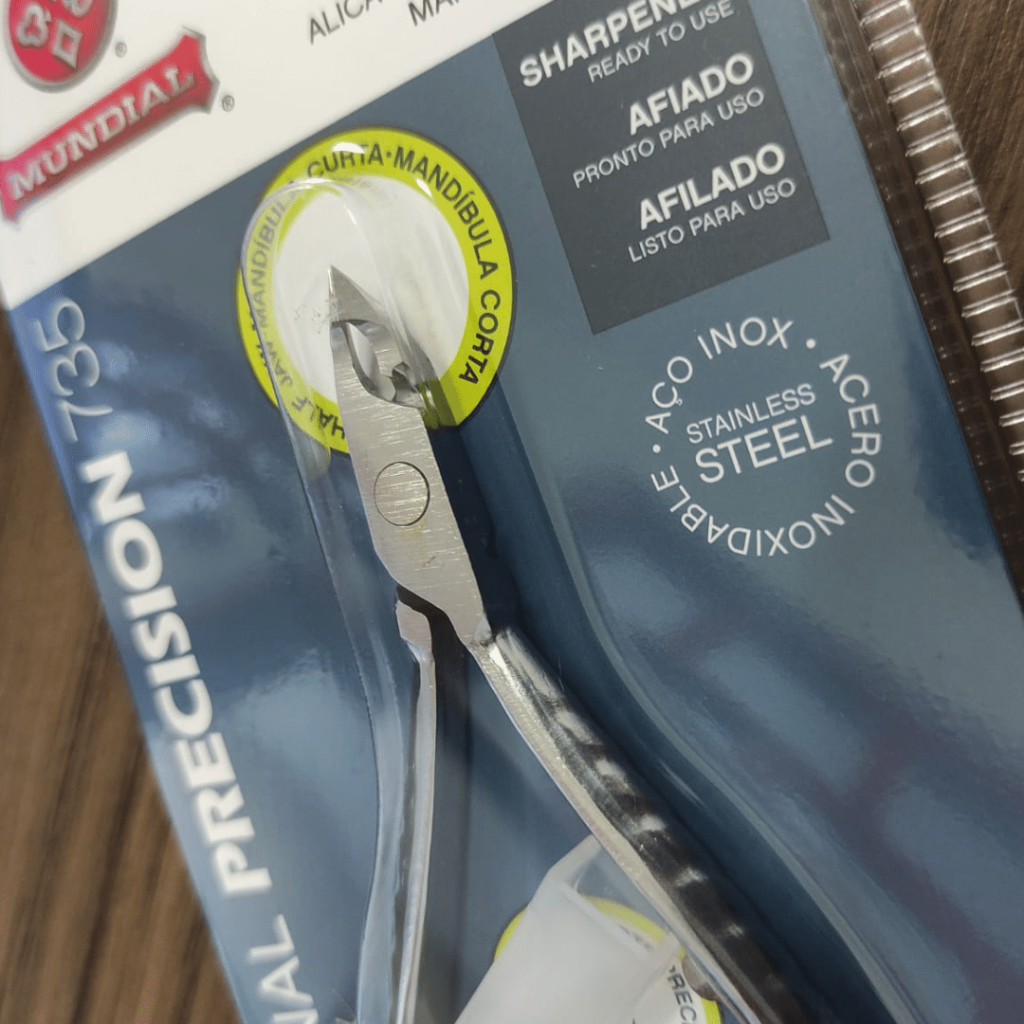 MUNDIAL
SHARPENED
READY TO USE
AFIADO
PRONTO PARA USO
AFILADO
LISTO PARA USO
CURTA • MANDÍBULA CORTA
HALF JAW • MANDÍBULA
AÇO INOX • ACERO INOXIDABLE •
STAINLESS
STEEL
PRECISION 735